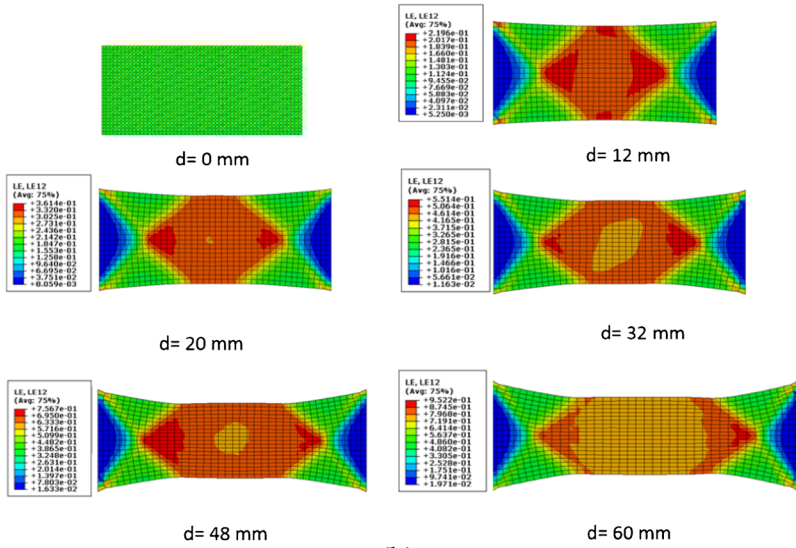 LE, LE12
(Avg: 75%)
+2.196e-01
+2.017e-01
+1.839e-01
+1.660e-01
+1.481e-01
+1.303e-01
+1.124e-01
+9.455e-02
+7.669e-02
+5.883e-02
+4.097e-02
+2.311e-02
+5.250e-03
d= 0 mm
d= 12 mm
LE, LE12
(Avg: 75%)
+3.614e-01
+3.320e-01
+3.025e-01
+2.731e-01
+2.436e-01
+2.142e-01
+1.847e-01
+1.553e-01
+1.258e-01
+9.640e-02
+6.695e-02
+3.751e-02
+8.059e-03
d= 20 mm
LE, LE12
(Avg: 75%)
+5.514e-01
+5.064e-01
+4.614e-01
+4.165e-01
+3.715e-01
+3.265e-01
+2.815e-01
+2.365e-01
+1.916e-01
+1.466e-01
+1.016e-01
+5.661e-02
+1.163e-02
d= 32 mm
LE, LE12
(Avg: 75%)
+7.567e-01
+6.950e-01
+6.333e-01
+5.716e-01
+5.099e-01
+4.482e-01
+3.865e-01
+3.248e-01
+2.631e-01
+2.014e-01
+1.397e-01
+7.803e-02
+1.633e-02
d= 48 mm
LE, LE12
(Avg: 75%)
+9.522e-01
+8.745e-01
+7.968e-01
+7.191e-01
+6.414e-01
+5.637e-01
+4.860e-01
+4.082e-01
+3.305e-01
+2.528e-01
+1.751e-01
+9.741e-02
+1.971e-02
d= 60 mm